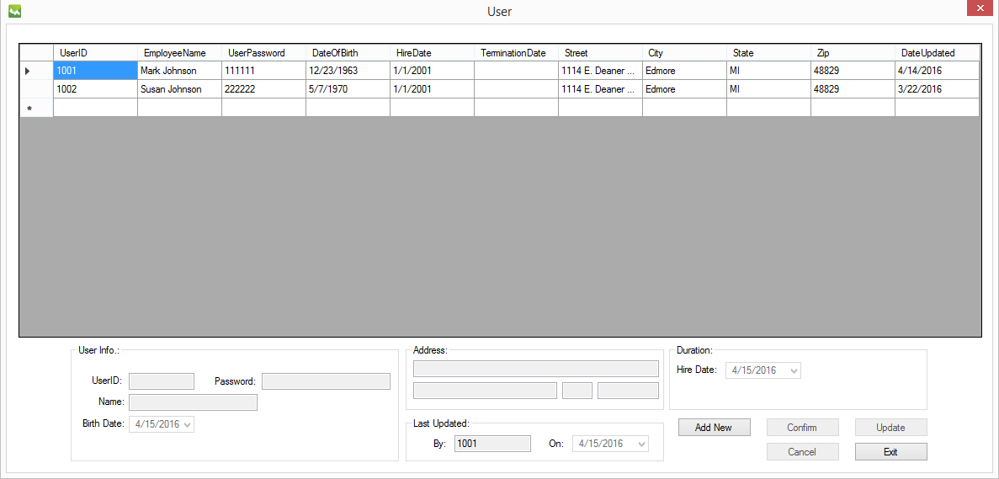 User
UserID EmployeeName UserPassword DateOfBirth HireDate TerminationDate Street City State Zip DateUpdated
1001 Mark Johnson 111111 12/23/1963 1/1/2001 1114 E. Deaner ... Edmore MI 48829 4/14/2016
1002 Susan Johnson 222222 5/7/1970 1/1/2001 1114 E. Deaner ... Edmore MI 48829 3/22/2016
User Info.:
UserID: Password:
Name:
Birth Date: 4/15/2016
Address:
Last Updated:
By: 1001 On: 4/15/2016
Duration:
Hire Date: 4/15/2016
Add New Confirm Update
Cancel Exit